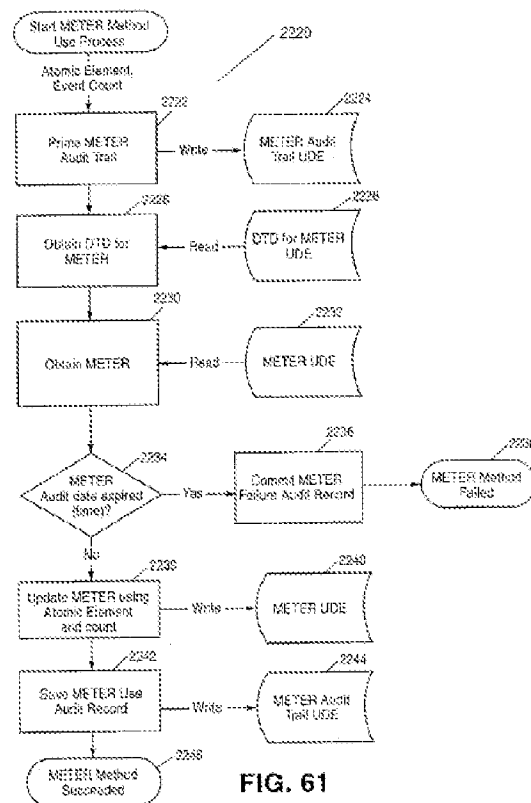 Start METER Method
Use Process
2220
Atomic Element,
Event Count
2222
2224
Prime METER
Audit Trail
Write
METER Audit
Trail UDE
2226
2228
Obtain DTD for
METER
Read
DTD for METER
UDE
2230
2232
Obtain METER
Read
METER UDE
2234
METER
Audit date expired
(time)?
Yes
2236
Commit METER
Failure Audit Record
METER Method
Failed
No
Update METER using
Atomic Element
and count
Write
2240
METER UDE
2242
2244
Save METER Use
Audit Record
Write
METER Audit
Trail UDE
2246
METER Method
Succeeded
FIG. 61